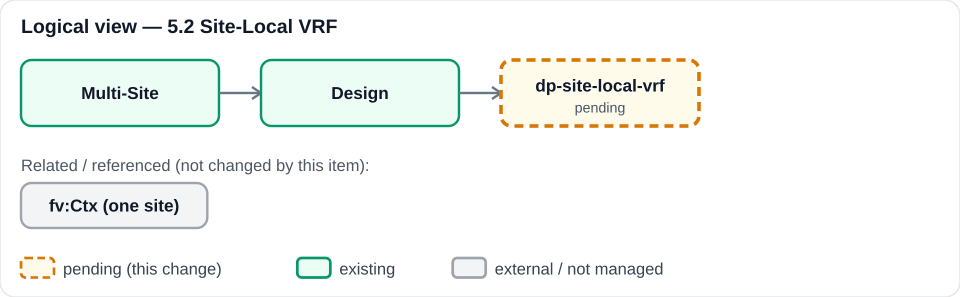 Logical view — 5.2 Site-Local VRF
Multi-Site
Design
dp-site-local-vrf
pending
Related / referenced (not changed by this item):
fv:Ctx (one site)
pending (this change)
existing
external / not managed